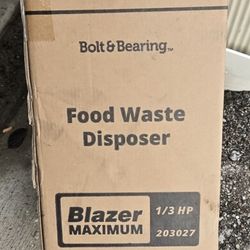 Bolt & Bearing™
Food Waste
Disposer
Blazer
MAXIMUM
1/3 HP
203027